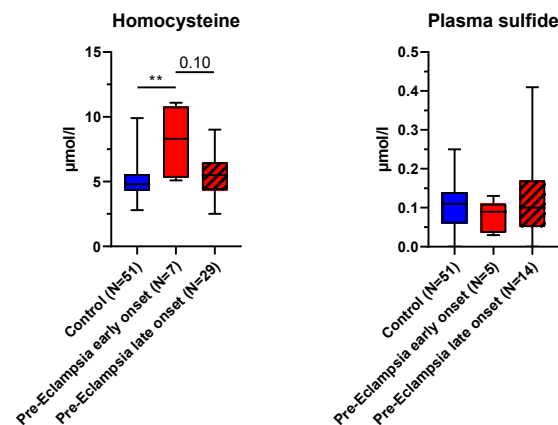 Homocysteine
15
10
5
0
µmol/l
**
0.10
Control (N=51)
Pre-Eclampsia early onset (N=7)
Pre-Eclampsia late onset (N=29)
Plasma sulfide
0.5
0.4
0.3
0.2
0.1
0.0
µmol/l
Control (N=51)
Pre-Eclampsia early onset (N=5)
Pre-Eclampsia late onset (N=14)